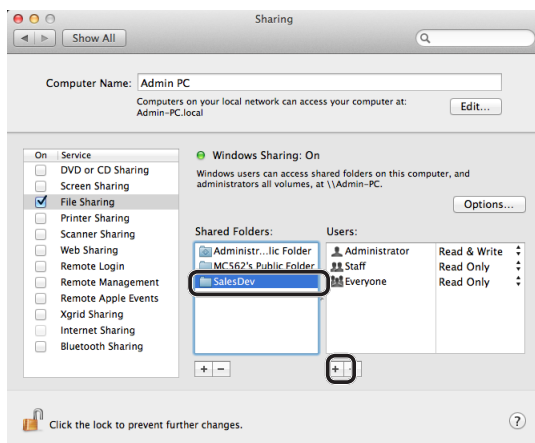 Sharing
Show All
Computer Name: Admin PC
Computers on your local network can access your computer at:
Admin-PC.local
Edit...
On Service
DVD or CD Sharing
Screen Sharing
File Sharing
Printer Sharing
Scanner Sharing
Web Sharing
Remote Login
Remote Management
Remote Apple Events
Xgrid Sharing
Internet Sharing
Bluetooth Sharing
Windows Sharing: On
Windows users can access shared folders on this computer, and
administrators all volumes, at \\Admin-PC.
Options...
Shared Folders:
Administr...lic Folder
MC562's Public Folder
SalesDev
+ −
Users:
Administrator Read & Write
Staff Read Only
Everyone Read Only
+
Click the lock to prevent further changes.
?